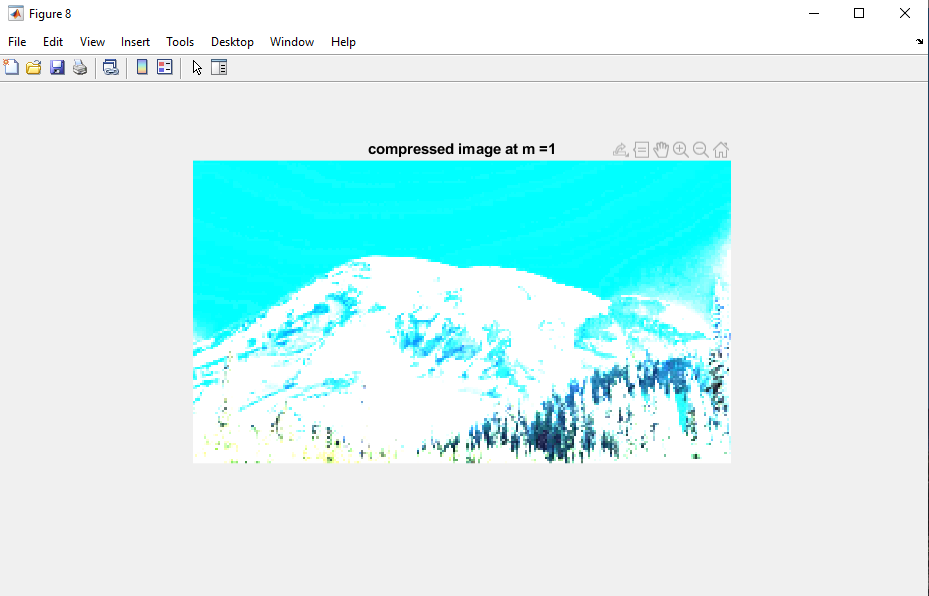 Figure 8
File Edit View Insert Tools Desktop Window Help
compressed image at m =1